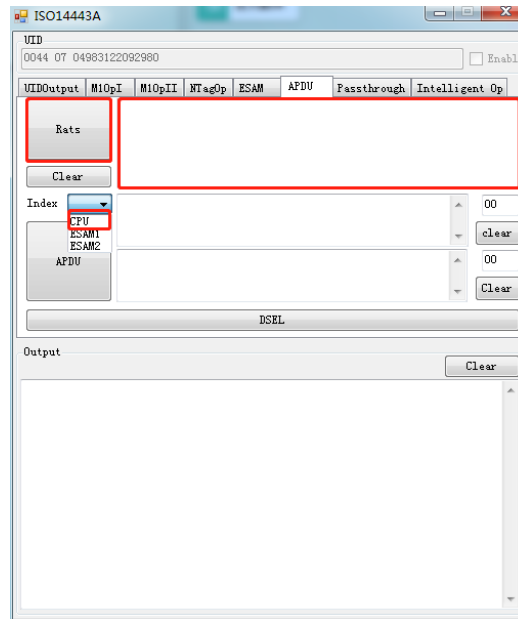 ISO14443A
UID
0044 07 04983122092980
Enabl
UIDOutput M1OpI M1OpII NTagOp ESAM APDU Passthrough Intelligent Op
Rats
Clear
Index
00
CPU
ESAM1
ESAM2
clear
APDU
00
Clear
DSEL
Output
Clear